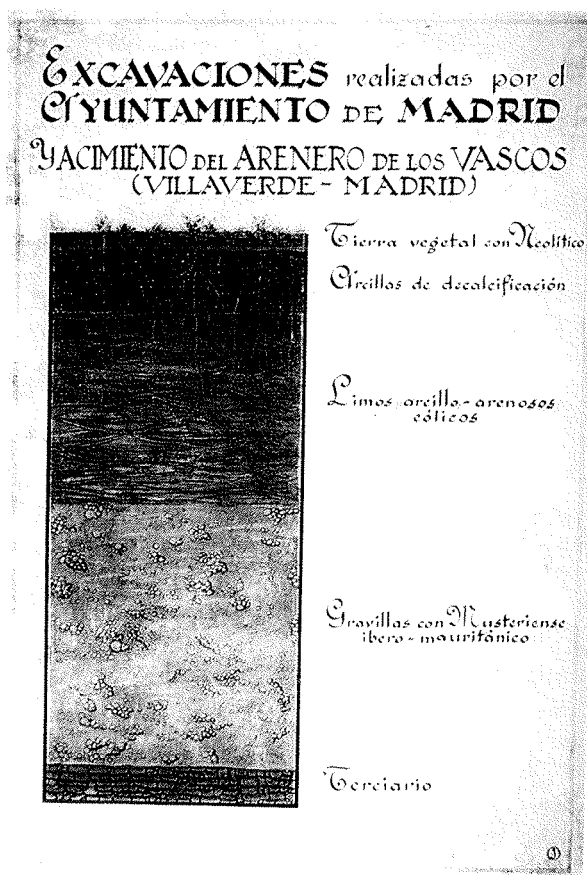 EXCAVACIONES realizadas por el
AYUNTAMIENTO DE MADRID
YACIMIENTO DEL ARENERO DE LOS VASCOS
(VILLAVERDE - MADRID)
Tierra vegetal con Neolítico
Arcillas de decalcificación
Limos arcillo-arenosos
eólicos
Gravillas con Musteriense
ibero-mauritánico
Terciario